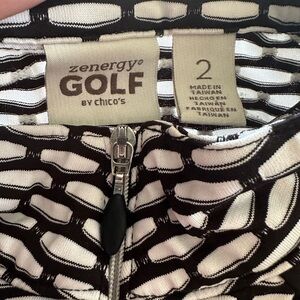 zenergy®
GOLF
BY CHICO'S
2
MADE IN
TAIWAN
HECHO EN
TAIWÁN
FABRIQUÉ EN
TAIWAN